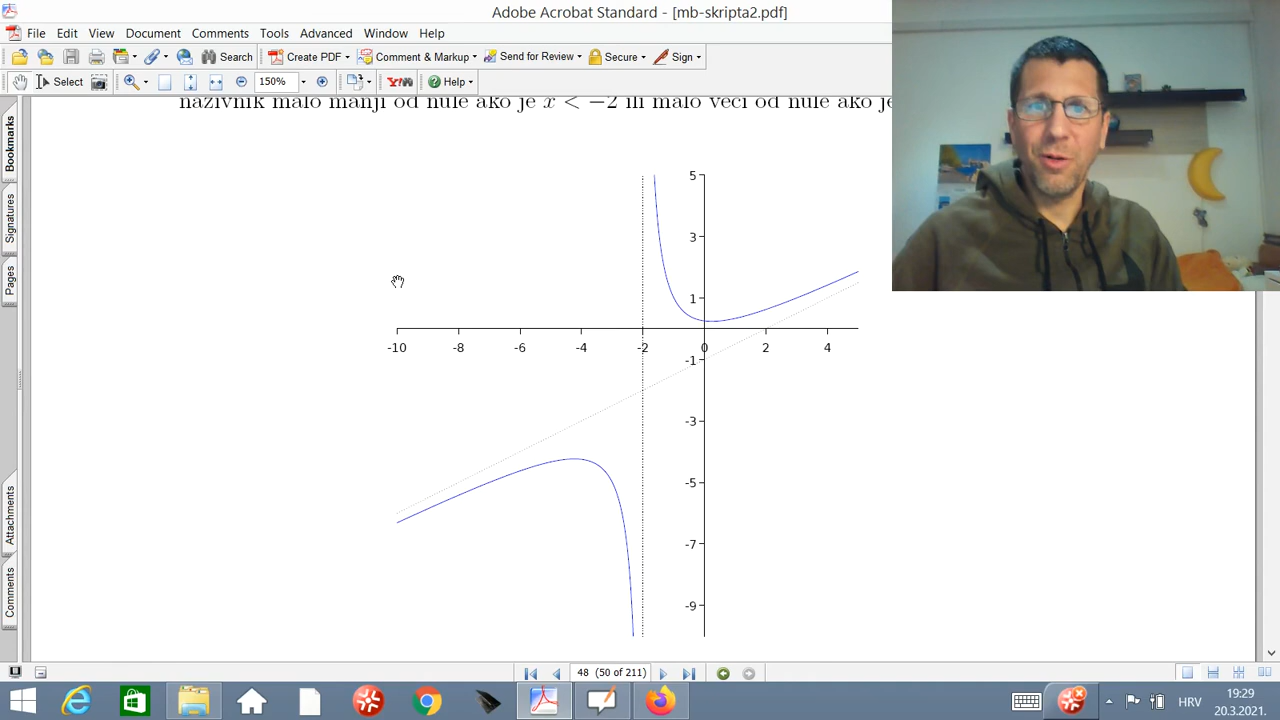 Adobe Acrobat Standard - [mb-skripta2.pdf]
File Edit View Document Comments Tools Advanced Window Help
Search Create PDF Comment & Markup Send for Review Secure Sign
Select 150% Y! Help
nazivnik malo manji od nule ako je x < −2 ili malo veći od nule ako je
Bookmarks
Signatures
Pages
Attachments
Comments
5
3
1
-10 -8 -6 -4 -2 0 2 4
-1
-3
-5
-7
-9
48 (50 of 211)
HRV
19:29
20.3.2021.